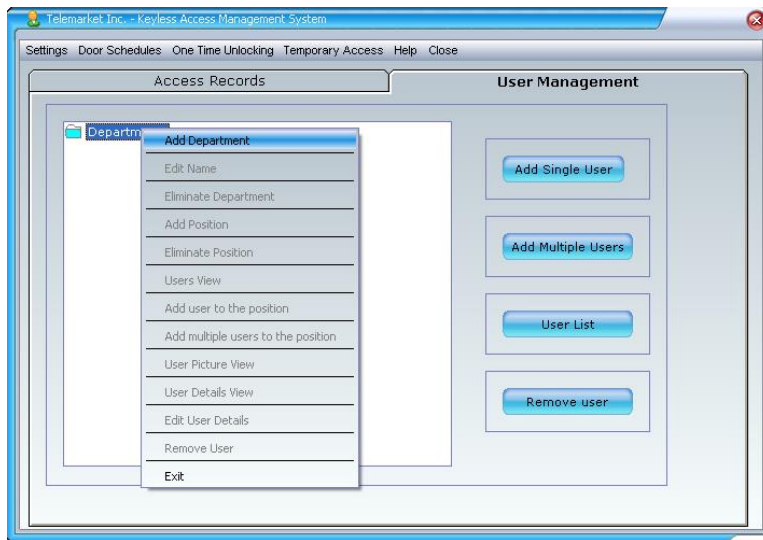 Telemarket Inc. - Keyless Access Management System
Settings Door Schedules One Time Unlocking Temporary Access Help Close
Access Records
User Management
Add Department
Edit Name
Eliminate Department
Add Position
Eliminate Position
Users View
Add user to the position
Add multiple users to the position
User Picture View
User Details View
Edit User Details
Remove User
Exit
Add Single User
Add Multiple Users
User List
Remove user